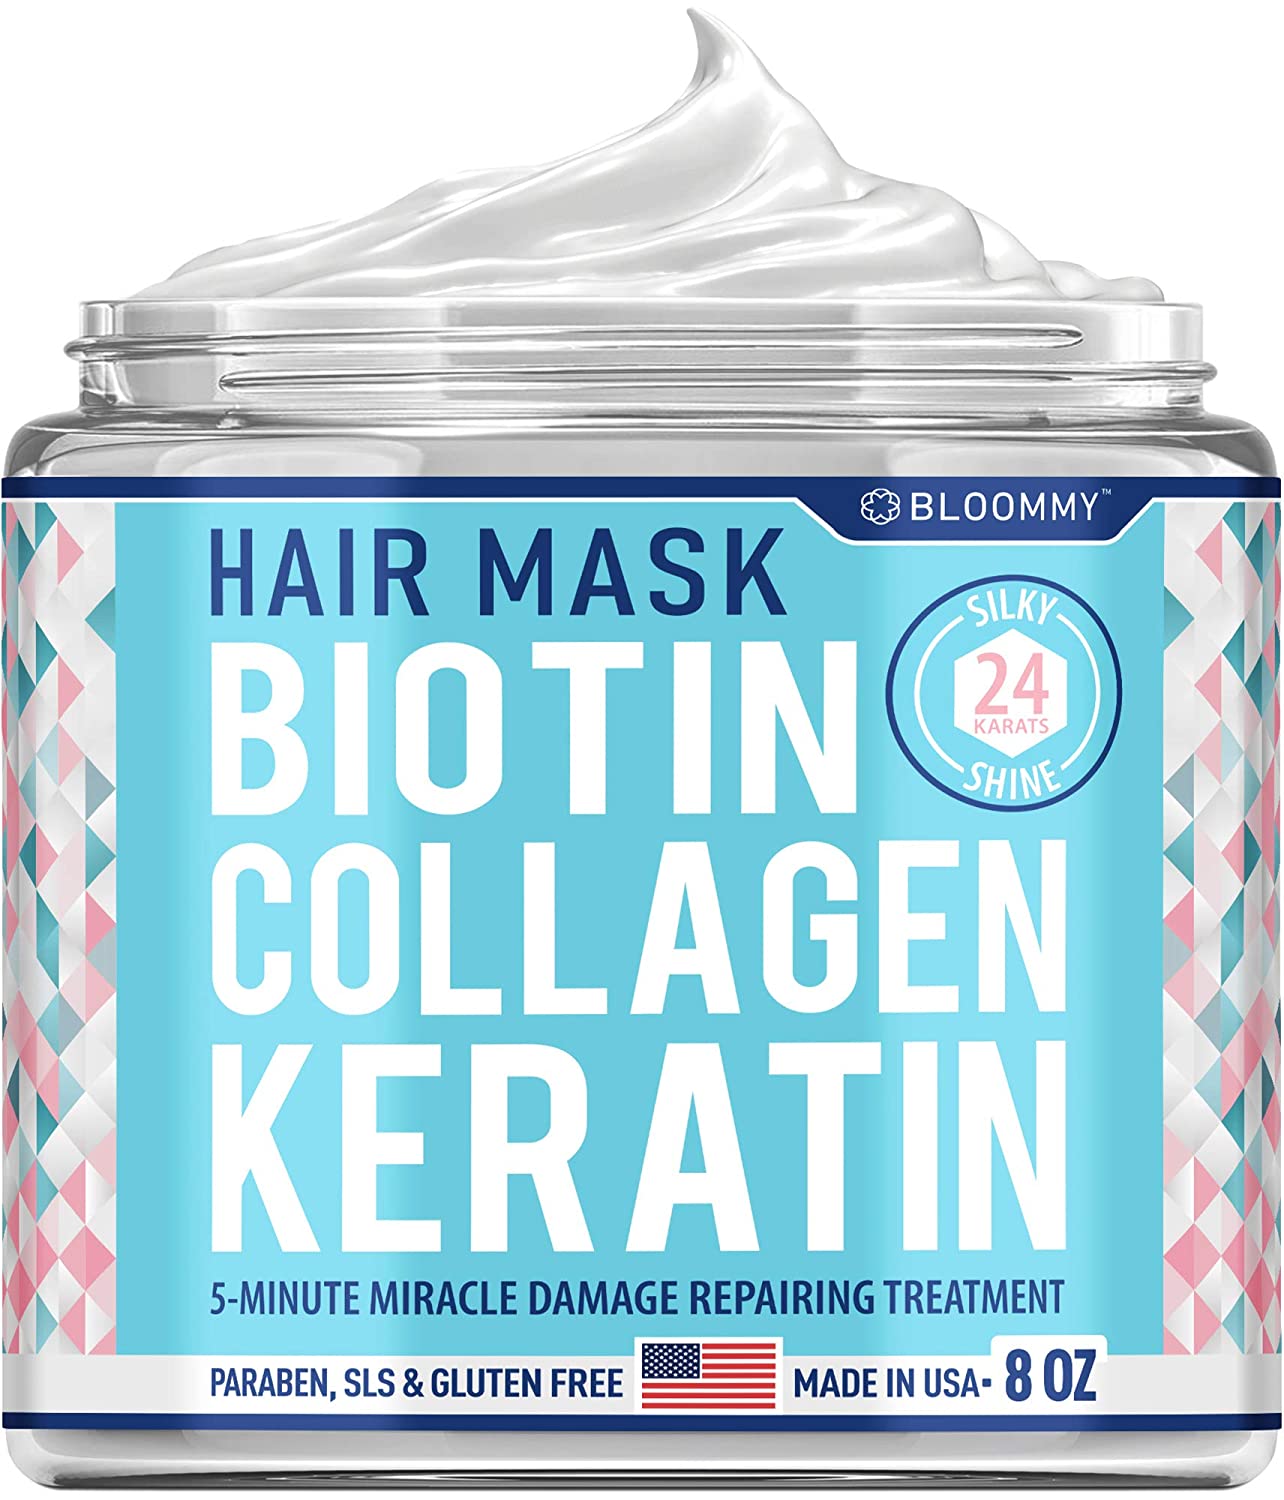 BLOOMMY™
HAIR MASK
BIOTIN
COLLAGEN
KERATIN
SILKY
24
KARATS
SHINE
5-MINUTE MIRACLE DAMAGE REPAIRING TREATMENT
PARABEN, SLS & GLUTEN FREE
MADE IN USA · 8 OZ